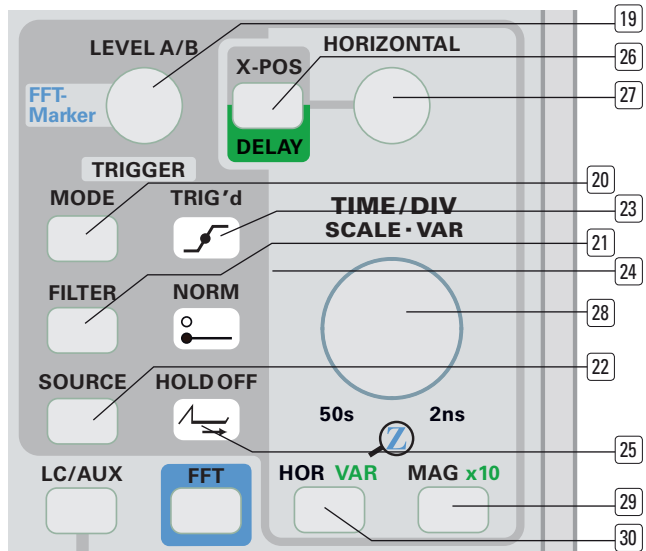 19
LEVEL A/B
HORIZONTAL
26
X-POS
FFT-
Marker
27
DELAY
TRIGGER
20
MODE
TRIG'd
TIME/DIV
23
SCALE · VAR
21
24
FILTER
NORM
28
22
SOURCE
HOLD OFF
50s
2ns
Z
25
LC/AUX
FFT
HOR VAR
MAG x10
29
30